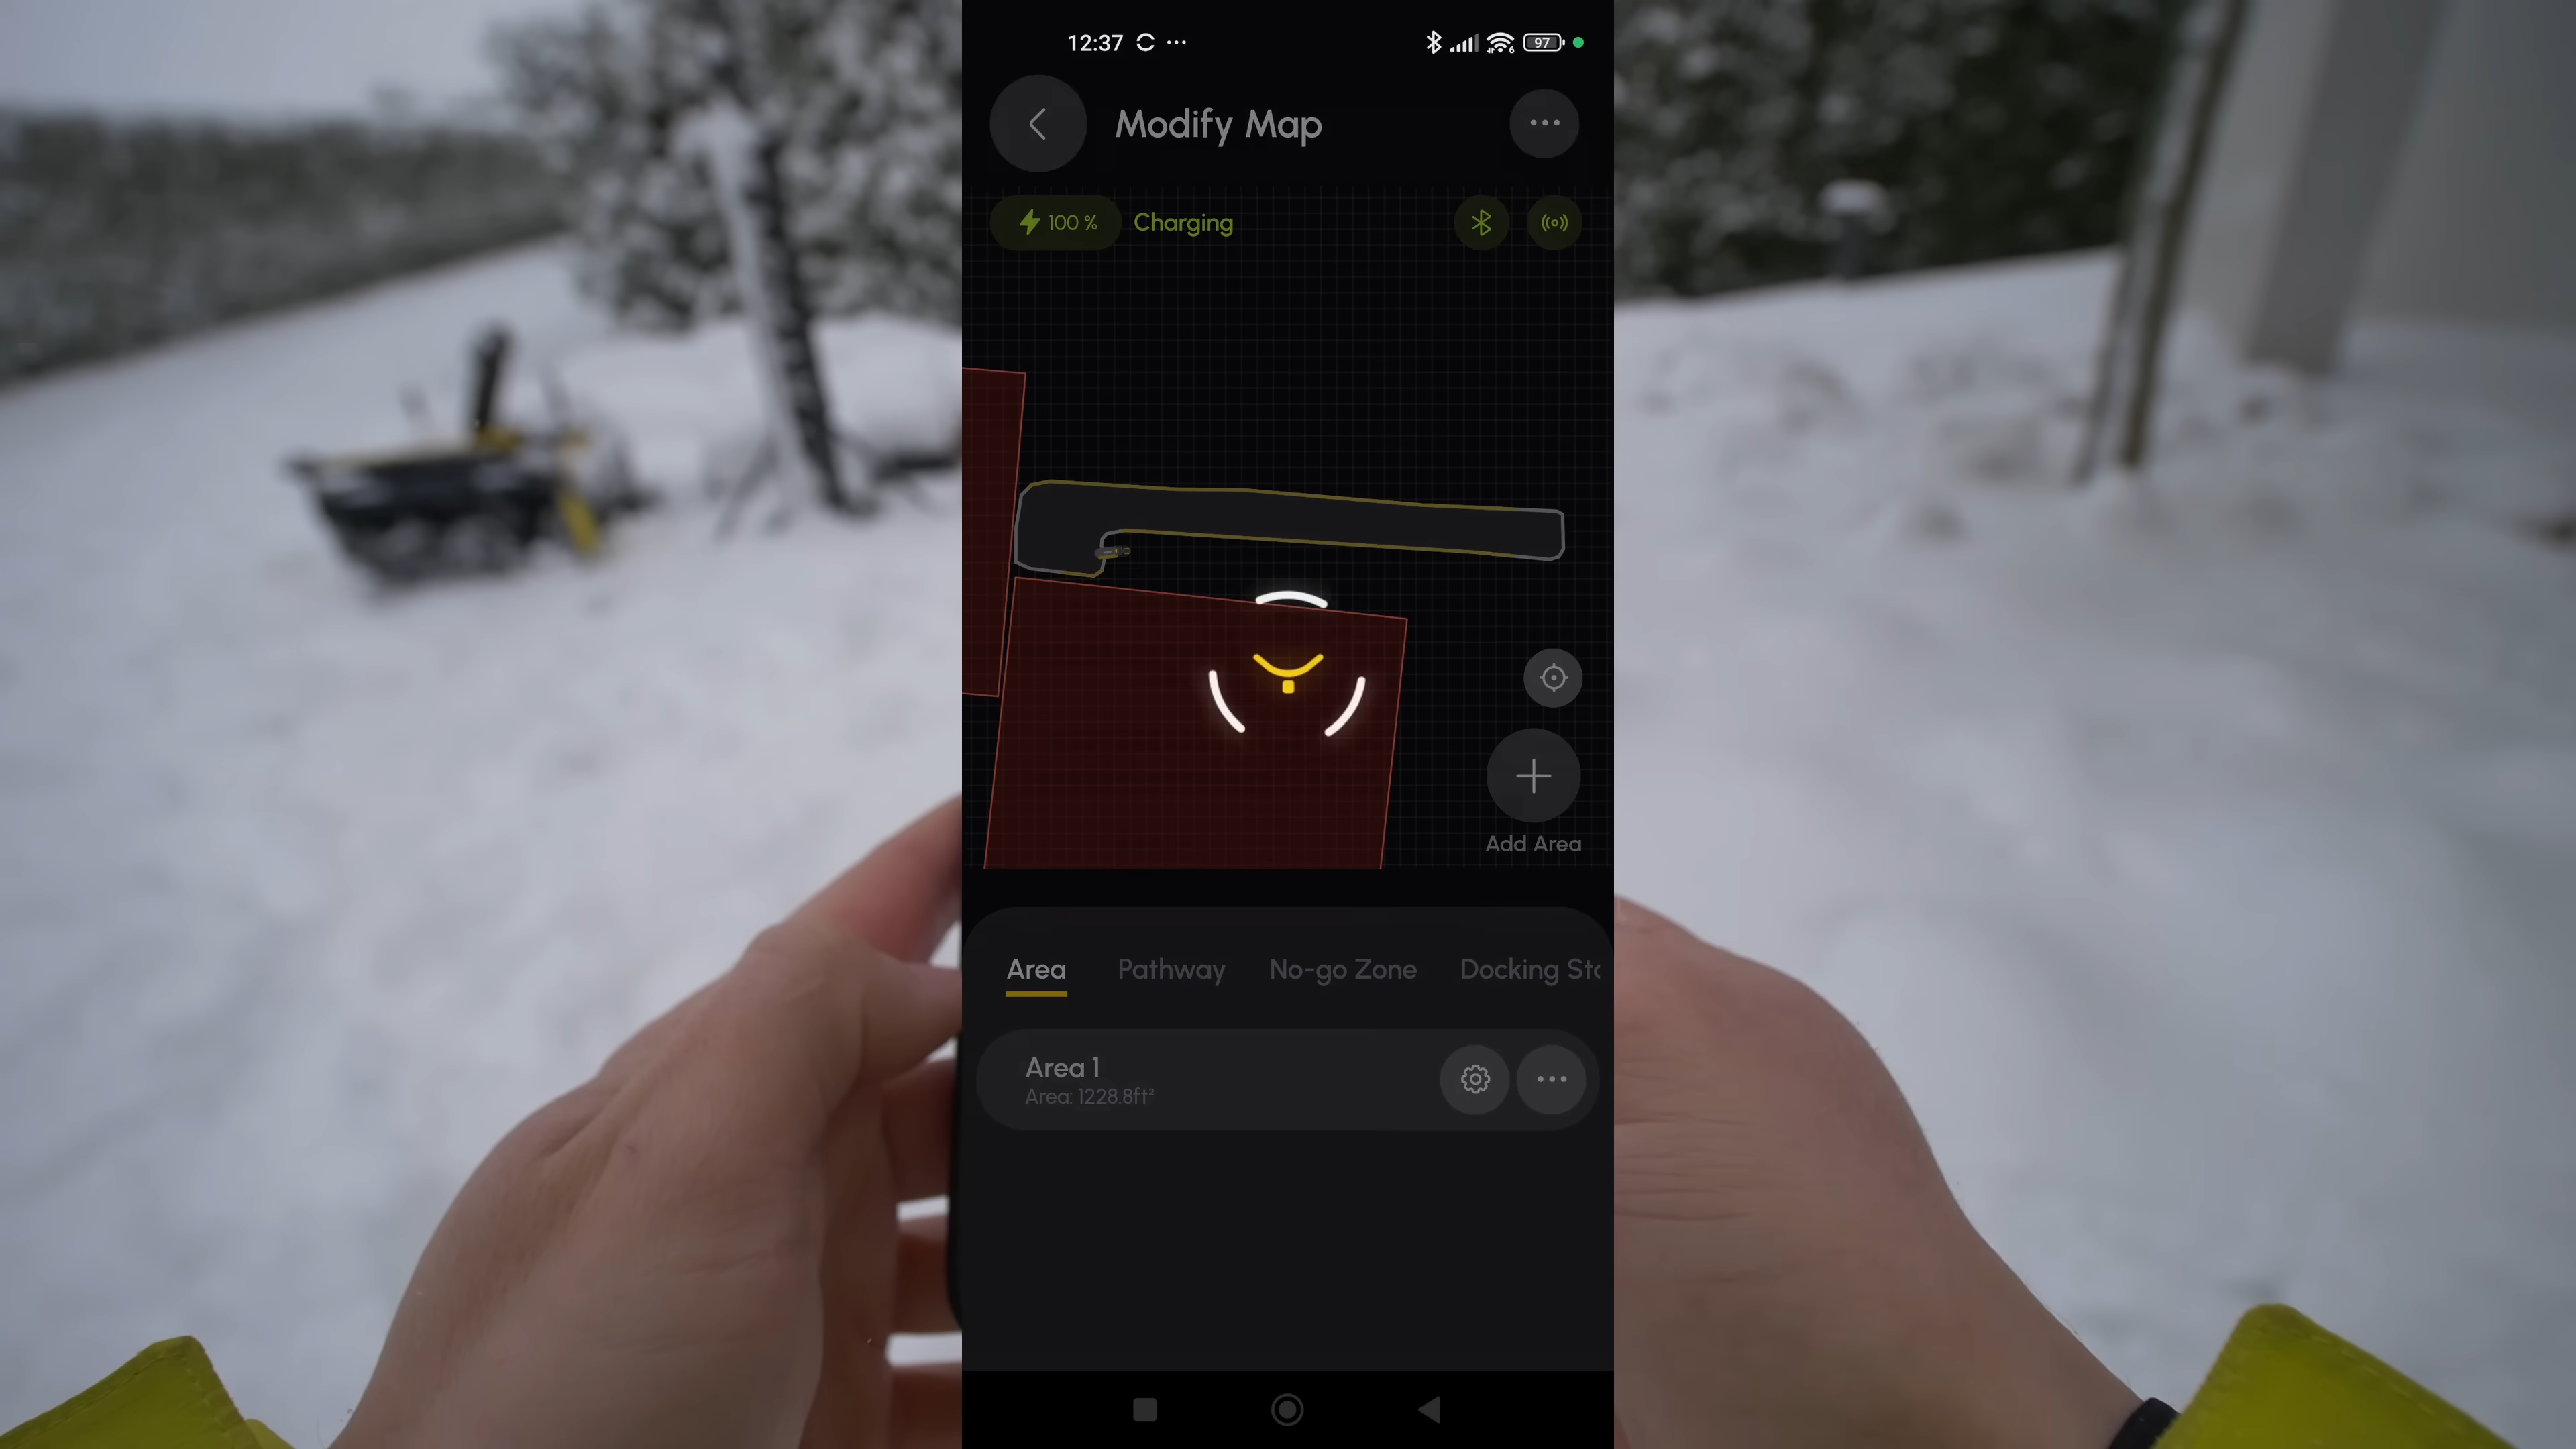 12:37
97
Modify Map
100 %
Charging
Add Area
Area
Pathway
No-go Zone
Docking Sta
Area 1
Area: 1228.8ft²